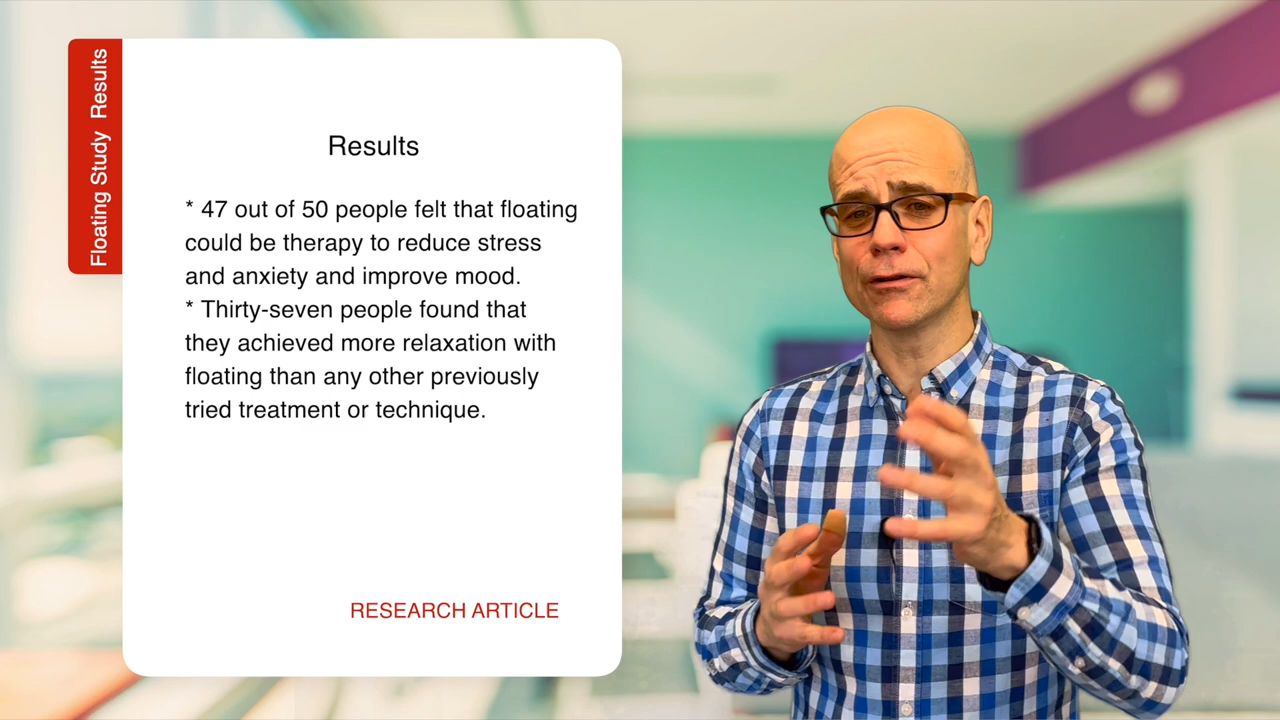 Floating Study Results
Results
* 47 out of 50 people felt that floating
could be therapy to reduce stress
and anxiety and improve mood.
* Thirty-seven people found that
they achieved more relaxation with
floating than any other previously
tried treatment or technique.
RESEARCH ARTICLE